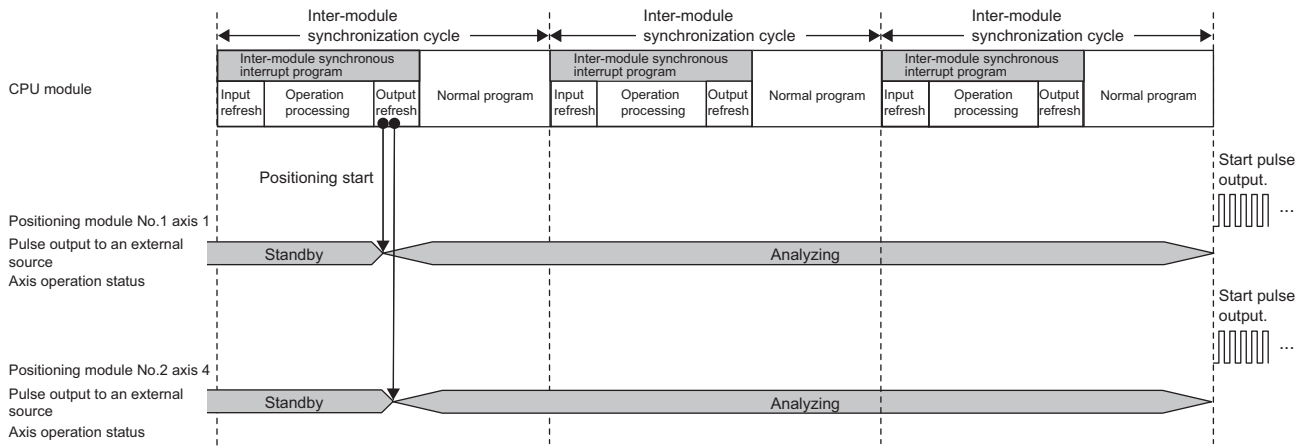 Inter-module
synchronization cycle
Inter-module
synchronization cycle
Inter-module
synchronization cycle
CPU module
Inter-module synchronous
interrupt program
Input
refresh
Operation
processing
Output
refresh
Normal program
Inter-module synchronous
interrupt program
Input
refresh
Operation
processing
Output
refresh
Normal program
Inter-module synchronous
interrupt program
Input
refresh
Operation
processing
Output
refresh
Normal program
Positioning start
Start pulse
output.
...
Positioning module No.1 axis 1
Pulse output to an external
source
Axis operation status
Standby
Analyzing
Start pulse
output.
...
Positioning module No.2 axis 4
Pulse output to an external
source
Axis operation status
Standby
Analyzing